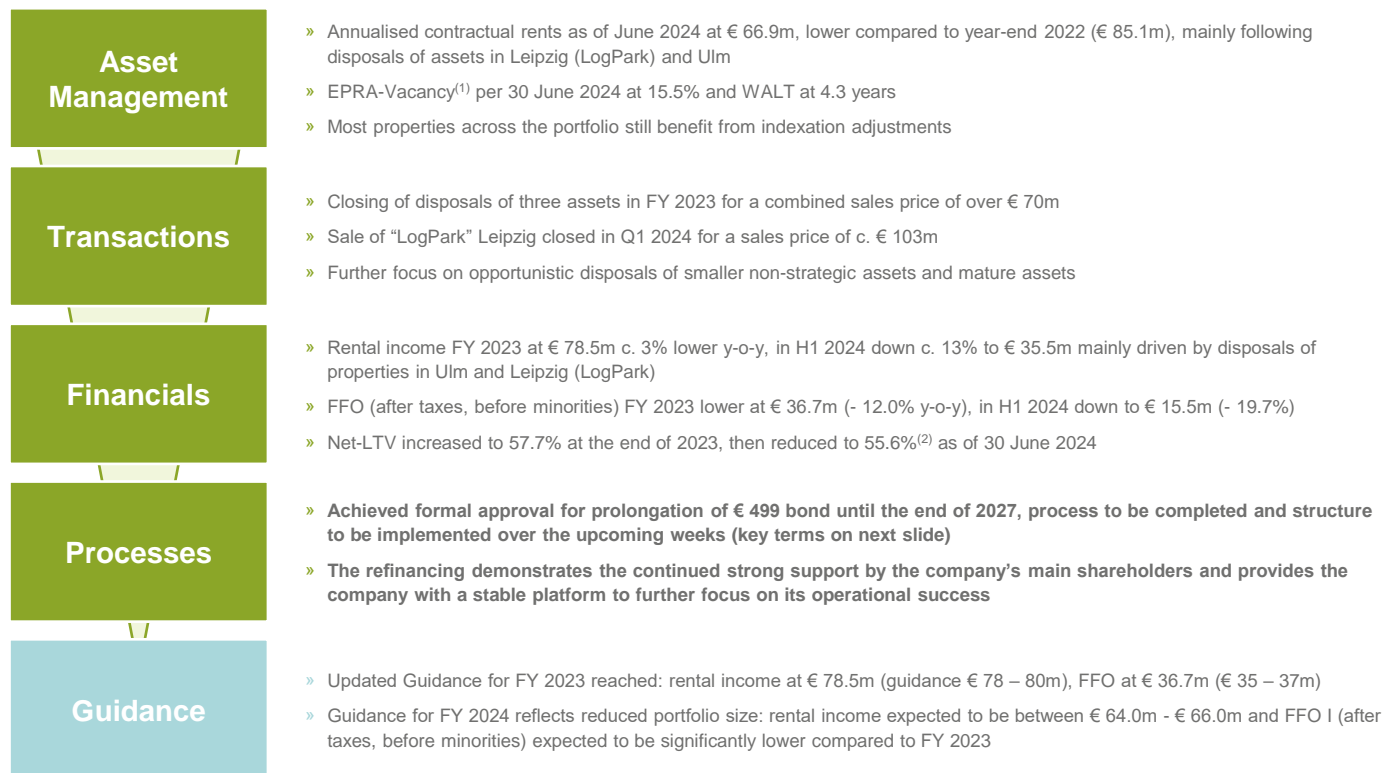 Asset
Management
» Annualised contractual rents as of June 2024 at € 66.9m, lower compared to year-end 2022 (€ 85.1m), mainly following
disposals of assets in Leipzig (LogPark) and Ulm
» EPRA-Vacancy(1) per 30 June 2024 at 15.5% and WALT at 4.3 years
» Most properties across the portfolio still benefit from indexation adjustments
Transactions
» Closing of disposals of three assets in FY 2023 for a combined sales price of over € 70m
» Sale of “LogPark” Leipzig closed in Q1 2024 for a sales price of c. € 103m
» Further focus on opportunistic disposals of smaller non-strategic assets and mature assets
Financials
» Rental income FY 2023 at € 78.5m c. 3% lower y-o-y, in H1 2024 down c. 13% to € 35.5m mainly driven by disposals of
properties in Ulm and Leipzig (LogPark)
» FFO (after taxes, before minorities) FY 2023 lower at € 36.7m (- 12.0% y-o-y), in H1 2024 down to € 15.5m (- 19.7%)
» Net-LTV increased to 57.7% at the end of 2023, then reduced to 55.6%(2) as of 30 June 2024
Processes
» Achieved formal approval for prolongation of € 499 bond until the end of 2027, process to be completed and structure
to be implemented over the upcoming weeks (key terms on next slide)
» The refinancing demonstrates the continued strong support by the company’s main shareholders and provides the
company with a stable platform to further focus on its operational success
Guidance
» Updated Guidance for FY 2023 reached: rental income at € 78.5m (guidance € 78 – 80m), FFO at € 36.7m (€ 35 – 37m)
» Guidance for FY 2024 reflects reduced portfolio size: rental income expected to be between € 64.0m - € 66.0m and FFO I (after
taxes, before minorities) expected to be significantly lower compared to FY 2023